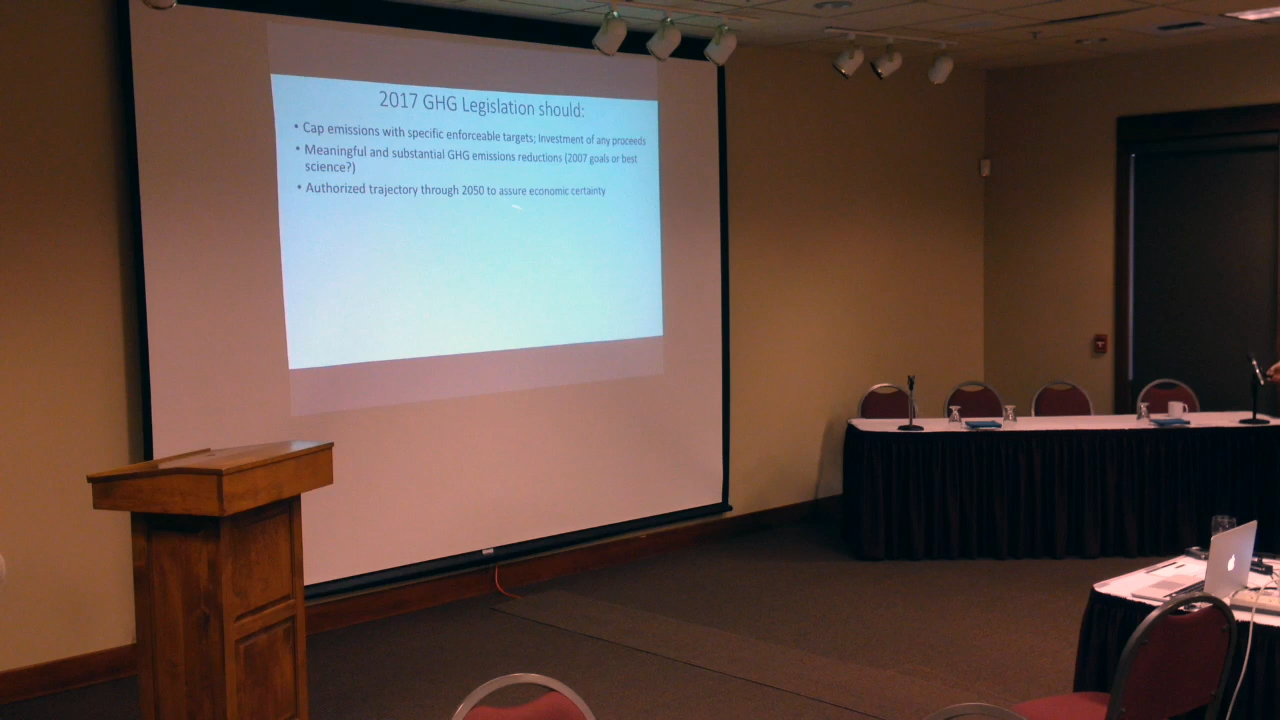 2017 GHG Legislation should:
• Cap emissions with specific enforceable targets; Investment of any proceeds
• Meaningful and substantial GHG emissions reductions (2007 goals or best
science?)
• Authorized trajectory through 2050 to assure economic certainty